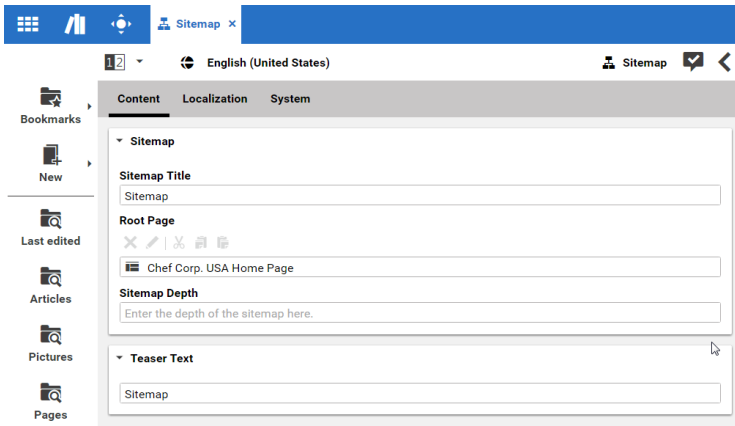 Sitemap
12
English (United States)
Sitemap
Bookmarks
New
Last edited
Articles
Pictures
Pages
Content Localization System
Sitemap
Sitemap Title
Sitemap
Root Page
Chef Corp. USA Home Page
Sitemap Depth
Enter the depth of the sitemap here.
Teaser Text
Sitemap